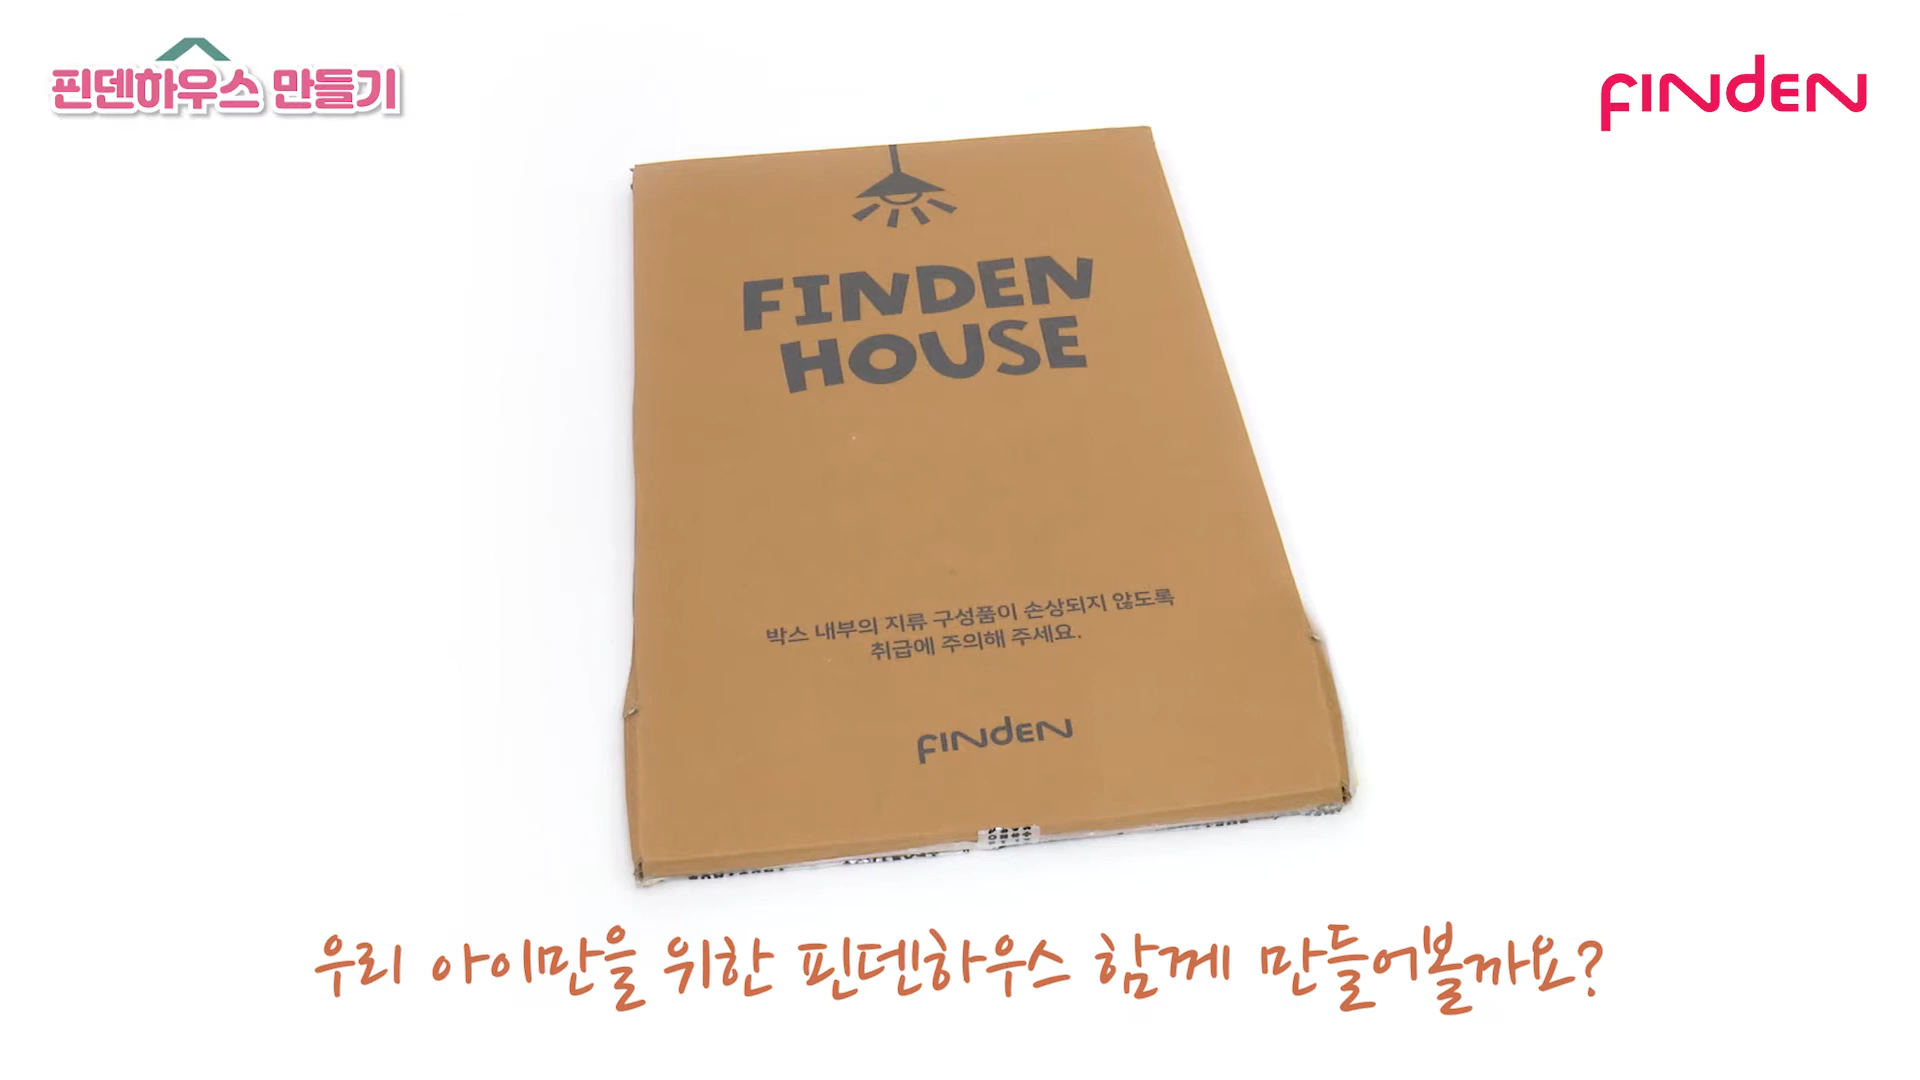 핀덴하우스 만들기
FINDEN
FINDEN
HOUSE
박스 내부의 지류 구성품이 손상되지 않도록
취급에 주의해 주세요.
FINDEN
우리 아이만을 위한 핀덴하우스 함께 만들어볼까요?